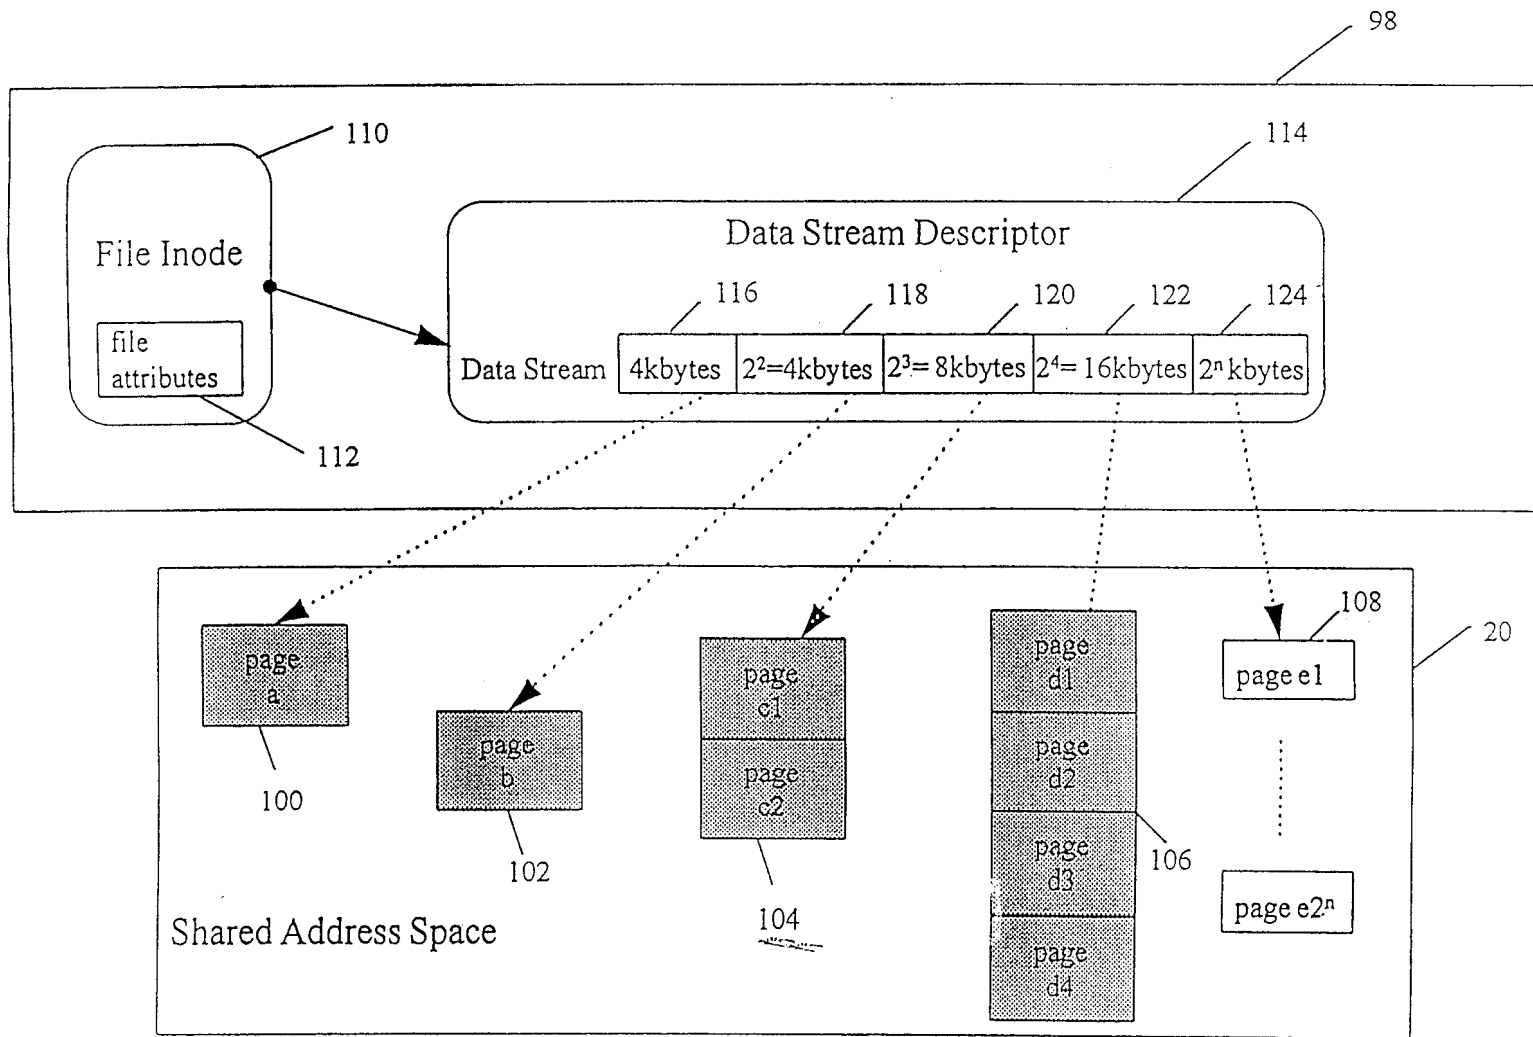 98
110
114
File Inode
Data Stream Descriptor
116 118 120 122 124
file
attributes
Data Stream 4kbytes 2²=4kbytes 2³=8kbytes 2⁴=16kbytes 2ⁿ kbytes
112
108
20
page
a
page
b
page
c1
page
c2
page
d1
page
d2
page
d3
page
d4
page e1
page e2ⁿ
100
102
104
106
Shared Address Space